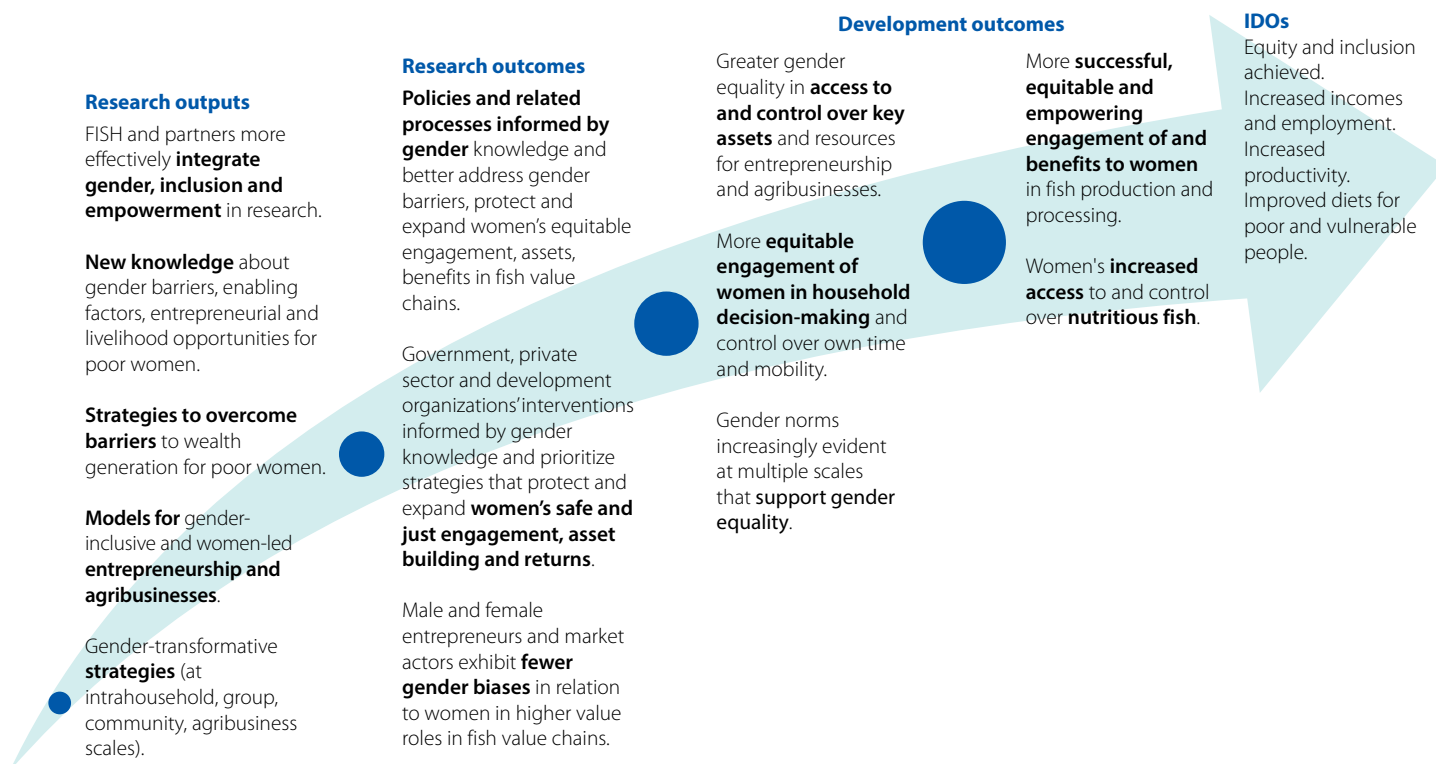 Research outputs
FISH and partners more
effectively integrate
gender, inclusion and
empowerment in research.
New knowledge about
gender barriers, enabling
factors, entrepreneurial and
livelihood opportunities for
poor women.
Strategies to overcome
barriers to wealth
generation for poor women.
Models for gender-
inclusive and women-led
entrepreneurship and
agribusinesses.
Gender-transformative
strategies (at
intrahousehold, group,
community, agribusiness
scales).
Research outcomes
Policies and related
processes informed by
gender knowledge and
better address gender
barriers, protect and
expand women’s equitable
engagement, assets,
benefits in fish value
chains.
Government, private
sector and development
organizations’interventions
informed by gender
knowledge and prioritize
strategies that protect and
expand women’s safe and
just engagement, asset
building and returns.
Male and female
entrepreneurs and market
actors exhibit fewer
gender biases in relation
to women in higher value
roles in fish value chains.
Development outcomes
Greater gender
equality in access to
and control over key
assets and resources
for entrepreneurship
and agribusinesses.
More equitable
engagement of
women in household
decision-making and
control over own time
and mobility.
Gender norms
increasingly evident
at multiple scales
that support gender
equality.
More successful,
equitable and
empowering
engagement of and
benefits to women
in fish production and
processing.
Women's increased
access to and control
over nutritious fish.
IDOs
Equity and inclusion
achieved.
Increased incomes
and employment.
Increased
productivity.
Improved diets for
poor and vulnerable
people.